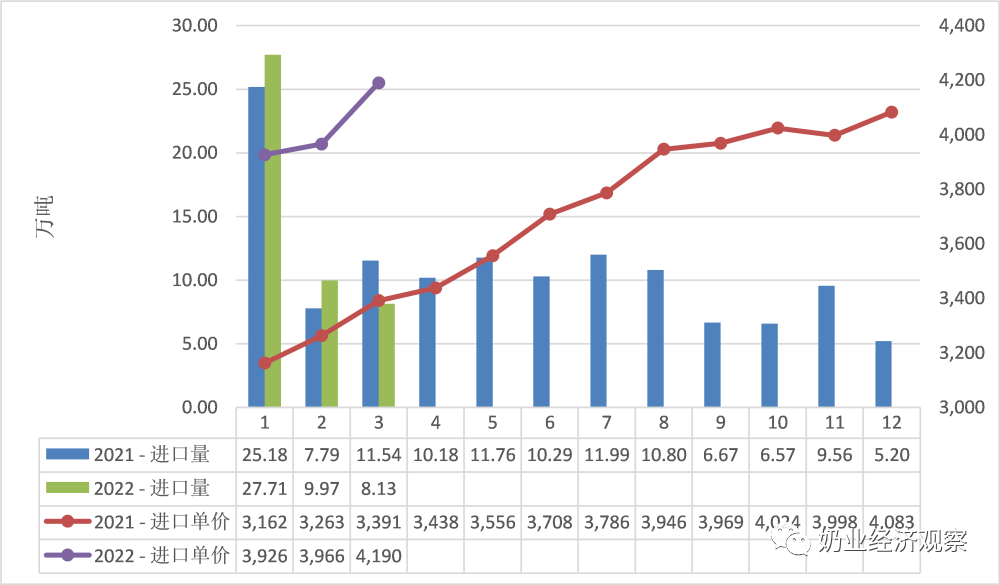 30.00 4,400
25.00 4,200
20.00 4,000
15.00 3,800
10.00 3,600
5.00 3,400
0.00 3,200
3,000
万吨
1 2 3 4 5 6 7 8 9 10 11 12
2021 - 进口量 25.18 7.79 11.54 10.18 11.76 10.29 11.99 10.80 6.67 6.57 9.56 5.20
2022 - 进口量 27.71 9.97 8.13
2021 - 进口单价 3,162 3,263 3,391 3,438 3,556 3,708 3,786 3,946 3,969 4,024 3,998 4,083
2022 - 进口单价 3,926 3,966 4,190
奶业经济观察